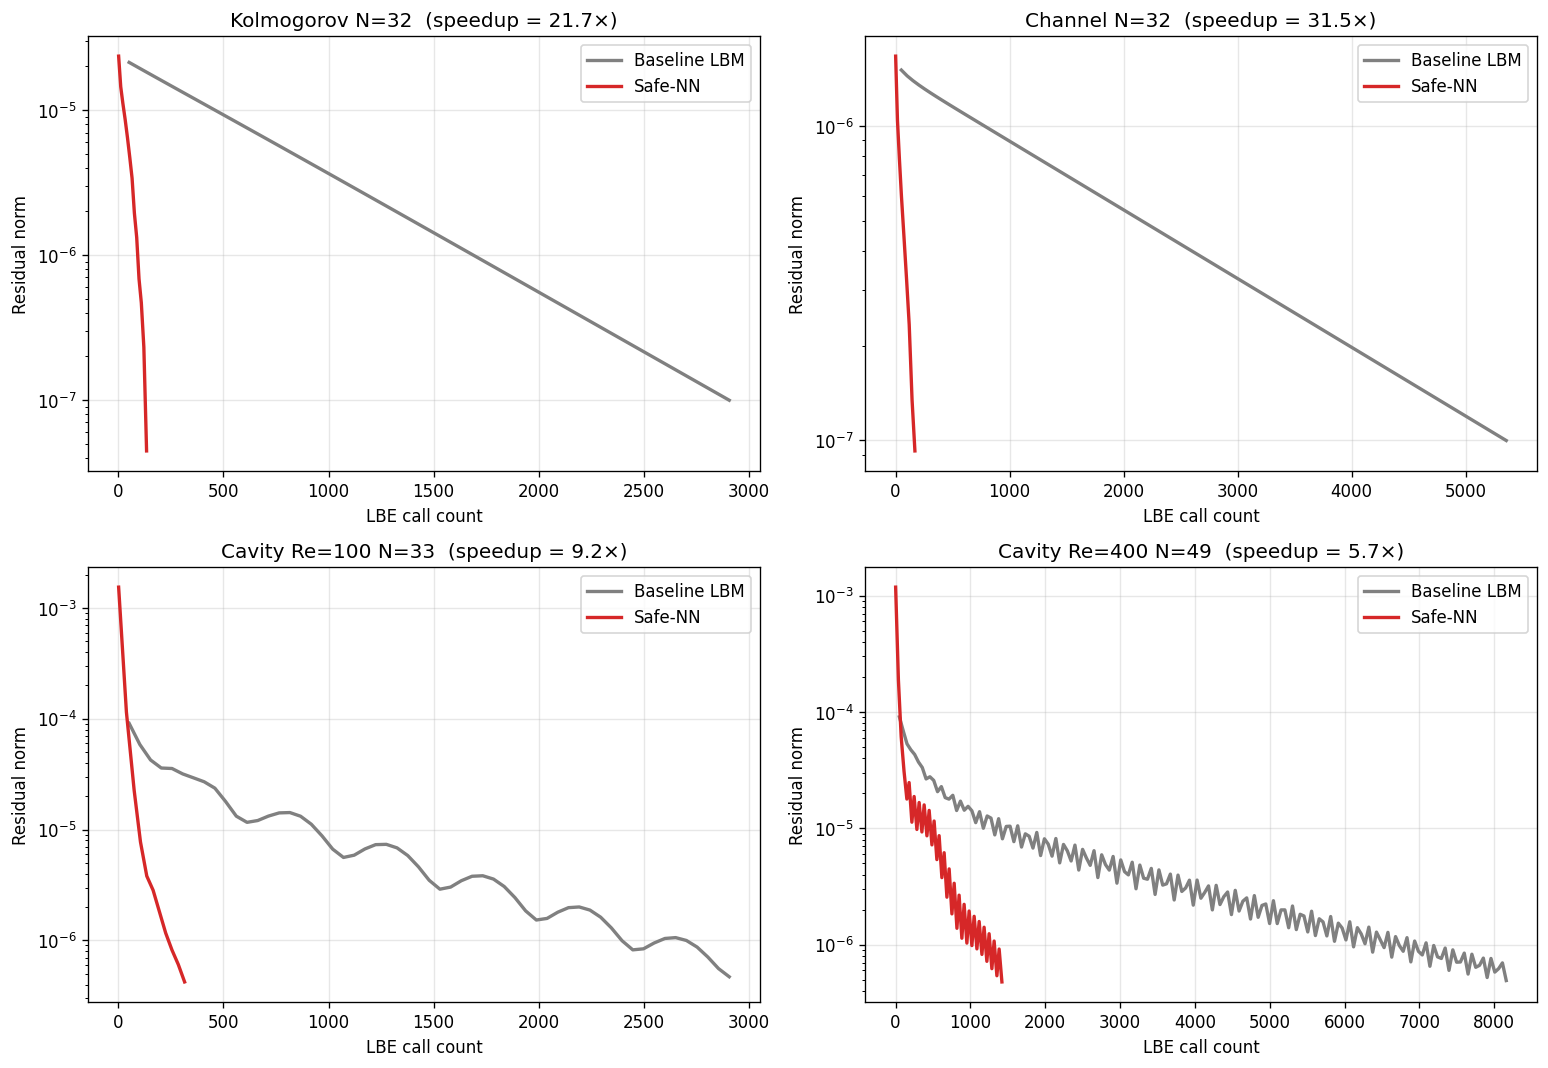 Kolmogorov N=32  (speedup = 21.7×)
Baseline LBM
Safe-NN
Residual norm
10⁻⁵
10⁻⁶
10⁻⁷
0 500 1000 1500 2000 2500 3000
LBE call count
Channel N=32  (speedup = 31.5×)
Baseline LBM
Safe-NN
Residual norm
10⁻⁶
10⁻⁷
0 1000 2000 3000 4000 5000
LBE call count
Cavity Re=100 N=33  (speedup = 9.2×)
Baseline LBM
Safe-NN
Residual norm
10⁻³
10⁻⁴
10⁻⁵
10⁻⁶
0 500 1000 1500 2000 2500 3000
LBE call count
Cavity Re=400 N=49  (speedup = 5.7×)
Baseline LBM
Safe-NN
Residual norm
10⁻³
10⁻⁴
10⁻⁵
10⁻⁶
0 1000 2000 3000 4000 5000 6000 7000 8000
LBE call count